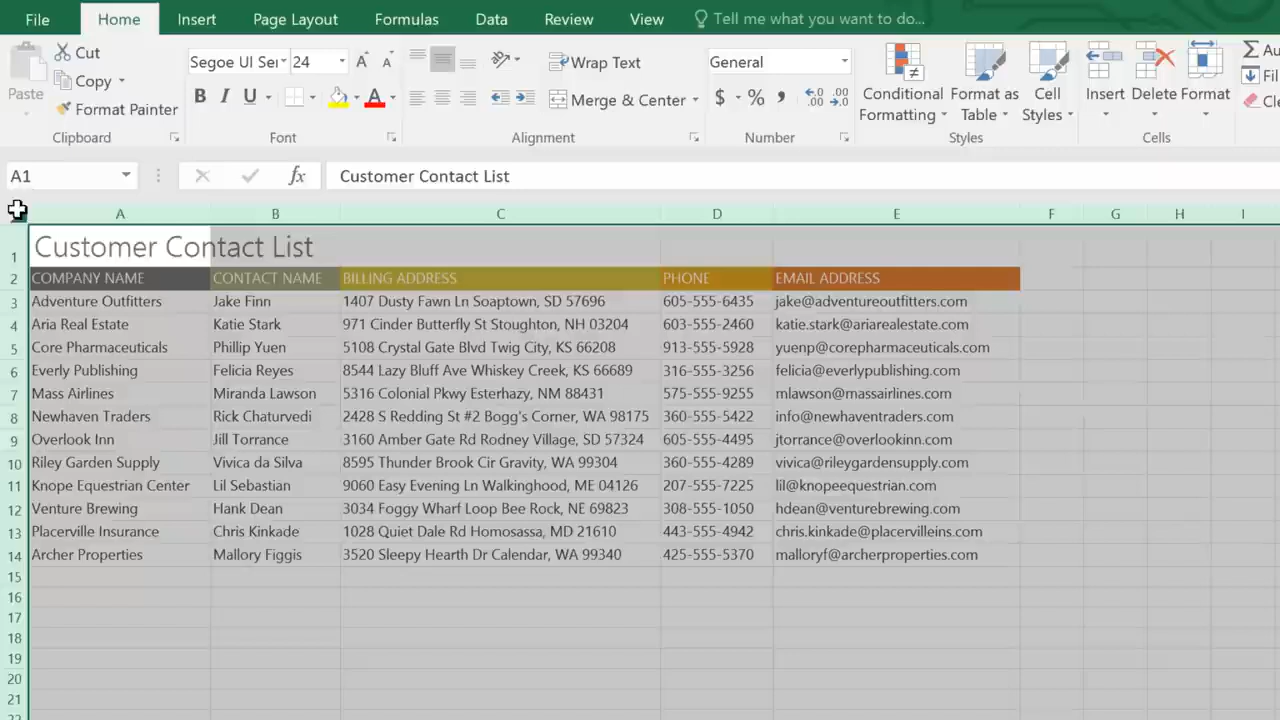 File Home Insert Page Layout Formulas Data Review View Tell me what you want to do...
Cut
Copy
Format Painter
Paste
Clipboard
Segoe UI Ser 24 A A
B I U A
Font
Wrap Text
Merge & Center
Alignment
General
$ % , .00 .00
Number
Conditional Formatting
Format as Table
Cell Styles
Styles
Insert Delete Format
Cells
Σ
A1 fx Customer Contact List
A B C D E F G H I
1 Customer Contact List
2 COMPANY NAME CONTACT NAME BILLING ADDRESS PHONE EMAIL ADDRESS
3 Adventure Outfitters Jake Finn 1407 Dusty Fawn Ln Soaptown, SD 57696 605-555-6435 jake@adventureoutfitters.com
4 Aria Real Estate Katie Stark 971 Cinder Butterfly St Stoughton, NH 03204 603-555-2460 katie.stark@ariarealestate.com
5 Core Pharmaceuticals Phillip Yuen 5108 Crystal Gate Blvd Twig City, KS 66208 913-555-5928 yuenp@corepharmaceuticals.com
6 Everly Publishing Felicia Reyes 8544 Lazy Bluff Ave Whiskey Creek, KS 66689 316-555-3256 felicia@everlypublishing.com
7 Mass Airlines Miranda Lawson 5316 Colonial Pkwy Esterhazy, NM 88431 575-555-9255 mlawson@massairlines.com
8 Newhaven Traders Rick Chaturvedi 2428 S Redding St #2 Bogg's Corner, WA 98175 360-555-5422 info@newhaventraders.com
9 Overlook Inn Jill Torrance 3160 Amber Gate Rd Rodney Village, SD 57324 605-555-4495 jtorrance@overlookinn.com
10 Riley Garden Supply Vivica da Silva 8595 Thunder Brook Cir Gravity, WA 99304 360-555-4289 vivica@rileygardensupply.com
11 Knope Equestrian Center Lil Sebastian 9060 Easy Evening Ln Walkinghood, ME 04126 207-555-7225 lil@knopeequestrian.com
12 Venture Brewing Hank Dean 3034 Foggy Wharf Loop Bee Rock, NE 69823 308-555-1050 hdean@venturebrewing.com
13 Placerville Insurance Chris Kinkade 1028 Quiet Dale Rd Homosassa, MD 21610 443-555-4942 chris.kinkade@placervilleins.com
14 Archer Properties Mallory Figgis 3520 Sleepy Hearth Dr Calendar, WA 99340 425-555-5370 malloryf@archerproperties.com
15
16
17
18
19
20
21